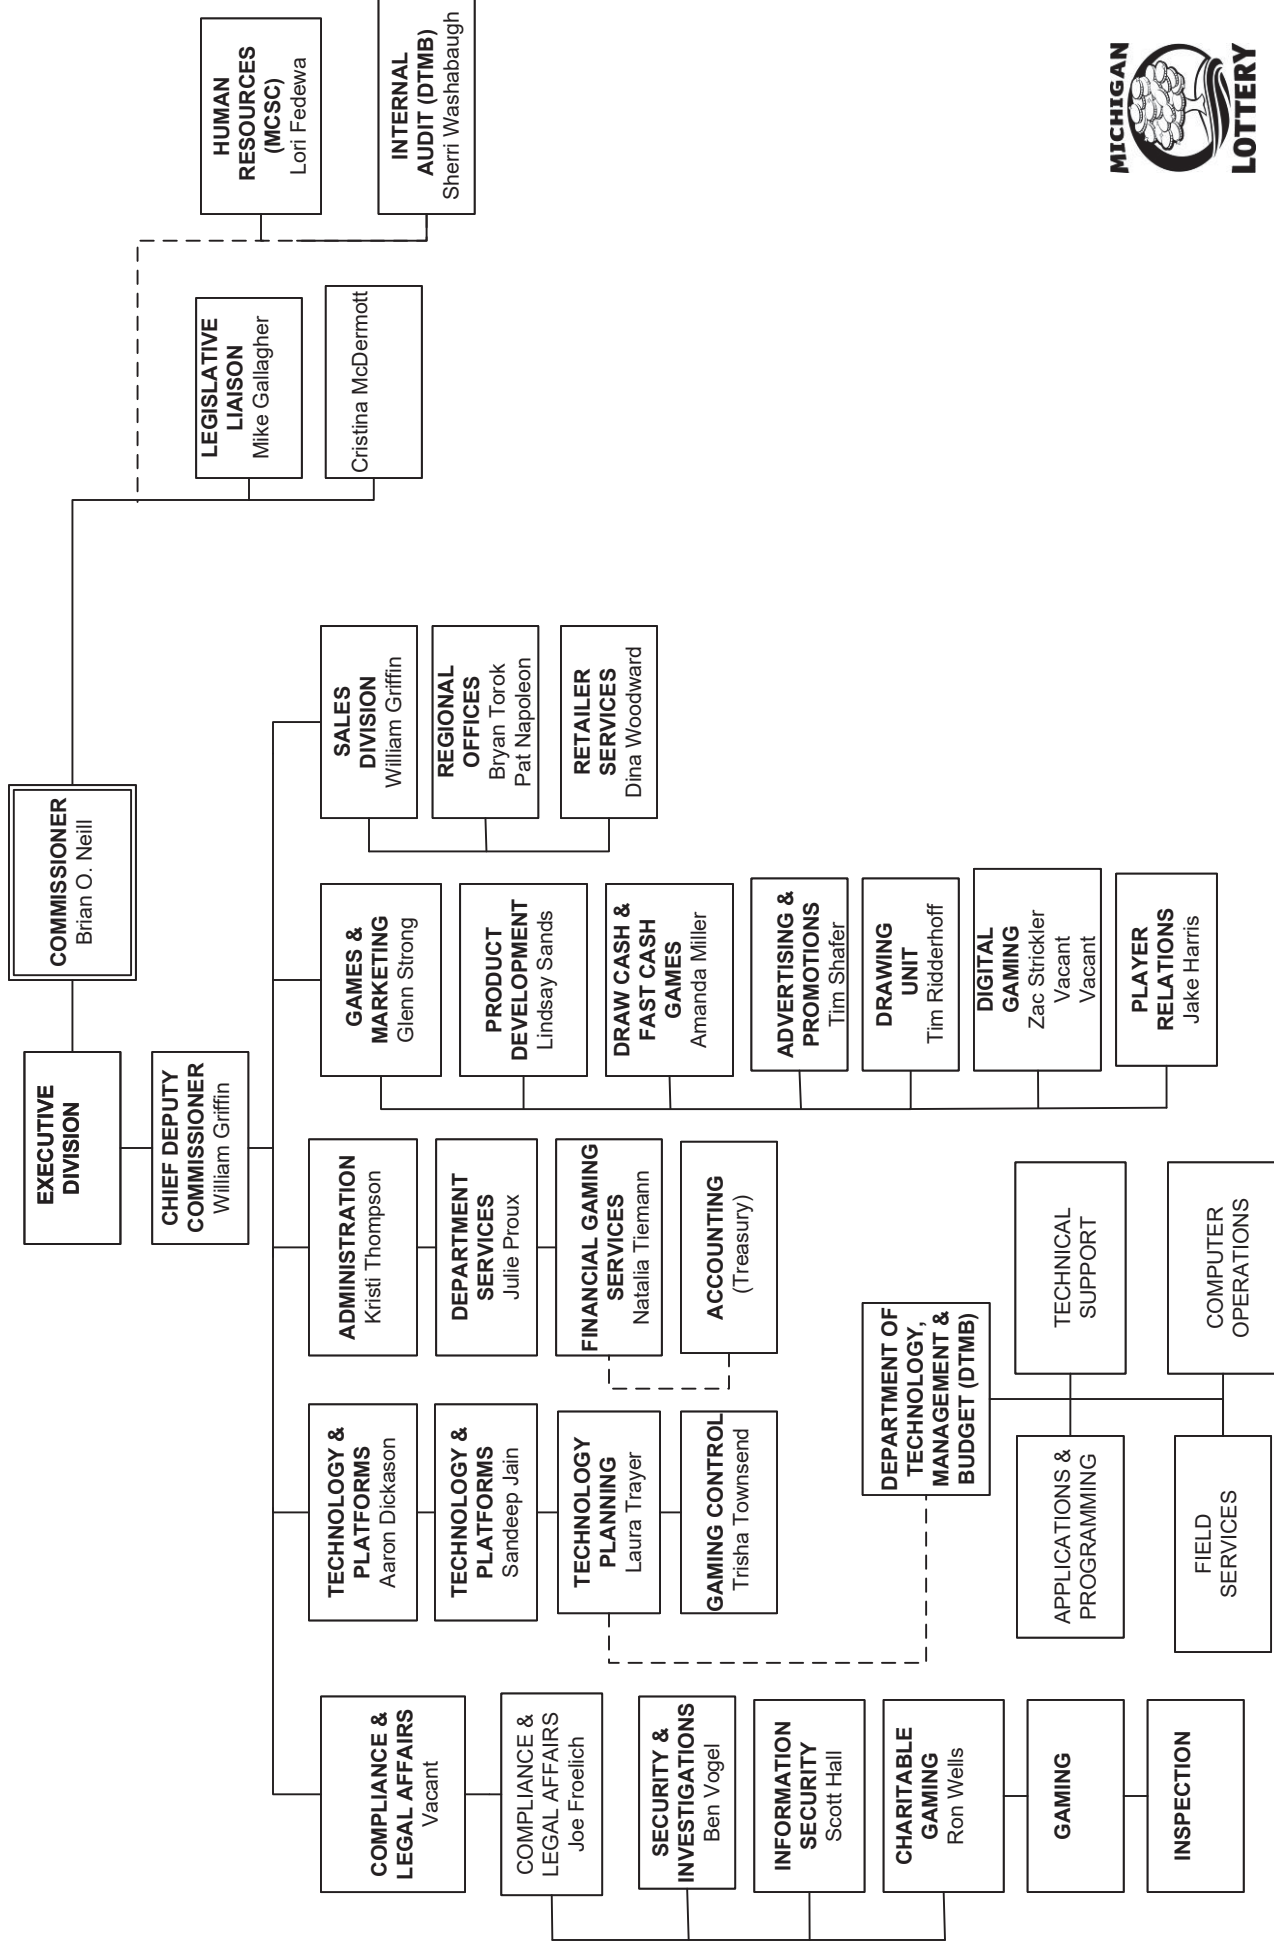 COMMISSIONER
Brian O. Neill
EXECUTIVE
DIVISION
CHIEF DEPUTY
COMMISSIONER
William Griffin
LEGISLATIVE
LIAISON
Mike Gallagher
Cristina McDermott
HUMAN
RESOURCES
(MCSC)
Lori Fedewa
INTERNAL
AUDIT (DTMB)
Sherri Washabaugh
COMPLIANCE &
LEGAL AFFAIRS
Vacant
COMPLIANCE &
LEGAL AFFAIRS
Joe Froelich
SECURITY &
INVESTIGATIONS
Ben Vogel
INFORMATION
SECURITY
Scott Hall
CHARITABLE
GAMING
Ron Wells
GAMING
INSPECTION
TECHNOLOGY &
PLATFORMS
Aaron Dickason
TECHNOLOGY &
PLATFORMS
Sandeep Jain
TECHNOLOGY
PLANNING
Laura Trayer
GAMING CONTROL
Trisha Townsend
DEPARTMENT OF
TECHNOLOGY,
MANAGEMENT &
BUDGET (DTMB)
APPLICATIONS &
PROGRAMMING
TECHNICAL
SUPPORT
FIELD
SERVICES
COMPUTER
OPERATIONS
ADMINISTRATION
Kristi Thompson
DEPARTMENT
SERVICES
Julie Proux
FINANCIAL GAMING
SERVICES
Natalia Tiemann
ACCOUNTING
(Treasury)
GAMES &
MARKETING
Glenn Strong
PRODUCT
DEVELOPMENT
Lindsay Sands
DRAW CASH &
FAST CASH
GAMES
Amanda Miller
ADVERTISING &
PROMOTIONS
Tim Shafer
DRAWING
UNIT
Tim Ridderhoff
DIGITAL
GAMING
Zac Strickler
Vacant
Vacant
PLAYER
RELATIONS
Jake Harris
SALES
DIVISION
William Griffin
REGIONAL
OFFICES
Bryan Torok
Pat Napoleon
RETAILER
SERVICES
Dina Woodward
MICHIGAN
LOTTERY